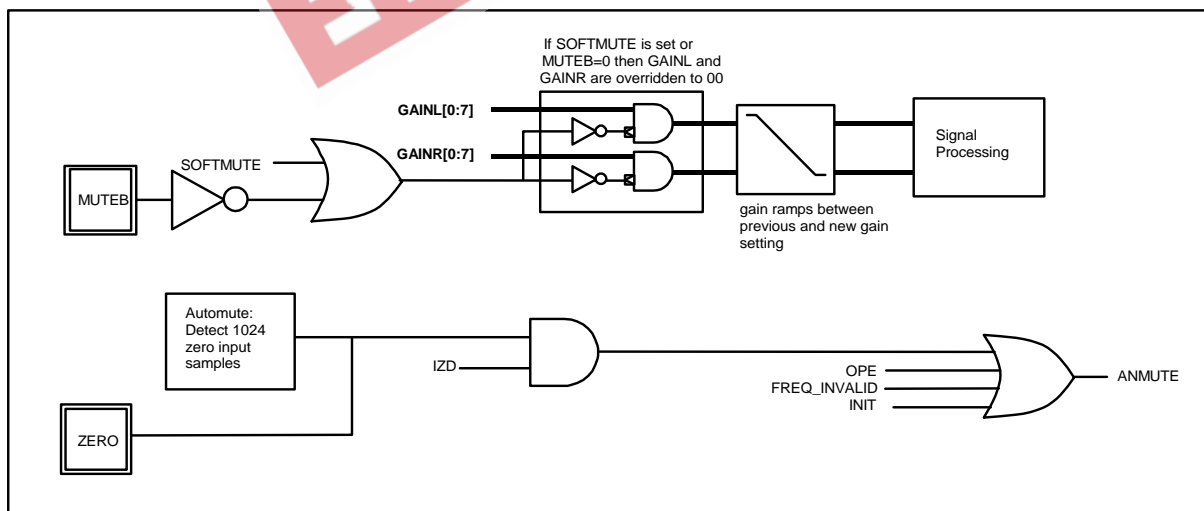 If SOFTMUTE is set or
MUTEB=0 then GAINL and
GAINR are overridden to 00
GAINL[0:7]
SOFTMUTE
GAINR[0:7]
MUTEB
Signal
Processing
gain ramps between
previous and new gain
setting
Automute:
Detect 1024
zero input
samples
IZD
OPE
FREQ_INVALID
INIT
ANMUTE
ZERO